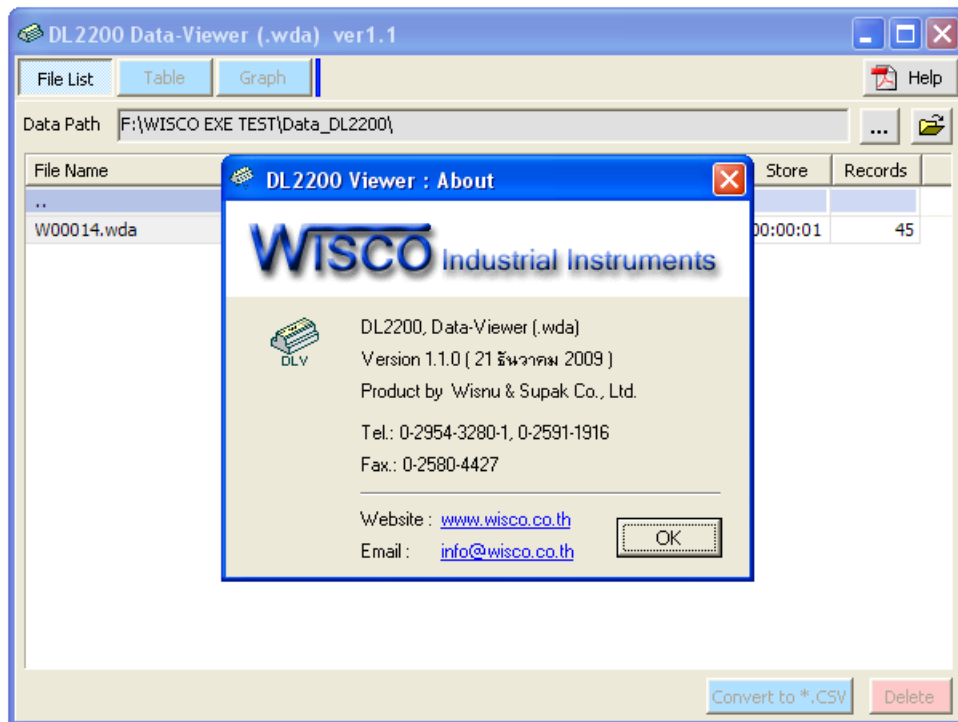 DL2200 Data-Viewer (.wda) ver1.1
File List Table Graph Help
Data Path F:\WISCO EXE TEST\Data_DL2200\ ...
File Name Store Records
..
W00014.wda 00:00:01 45
DL2200 Viewer : About
WISCO Industrial Instruments
DLV
DL2200, Data-Viewer (.wda)
Version 1.1.0 ( 21 ธันวาคม 2009 )
Product by Wisnu & Supak Co., Ltd.
Tel.: 0-2954-3280-1, 0-2591-1916
Fax.: 0-2580-4427
Website : www.wisco.co.th
Email : info@wisco.co.th
OK
Convert to *.CSV Delete